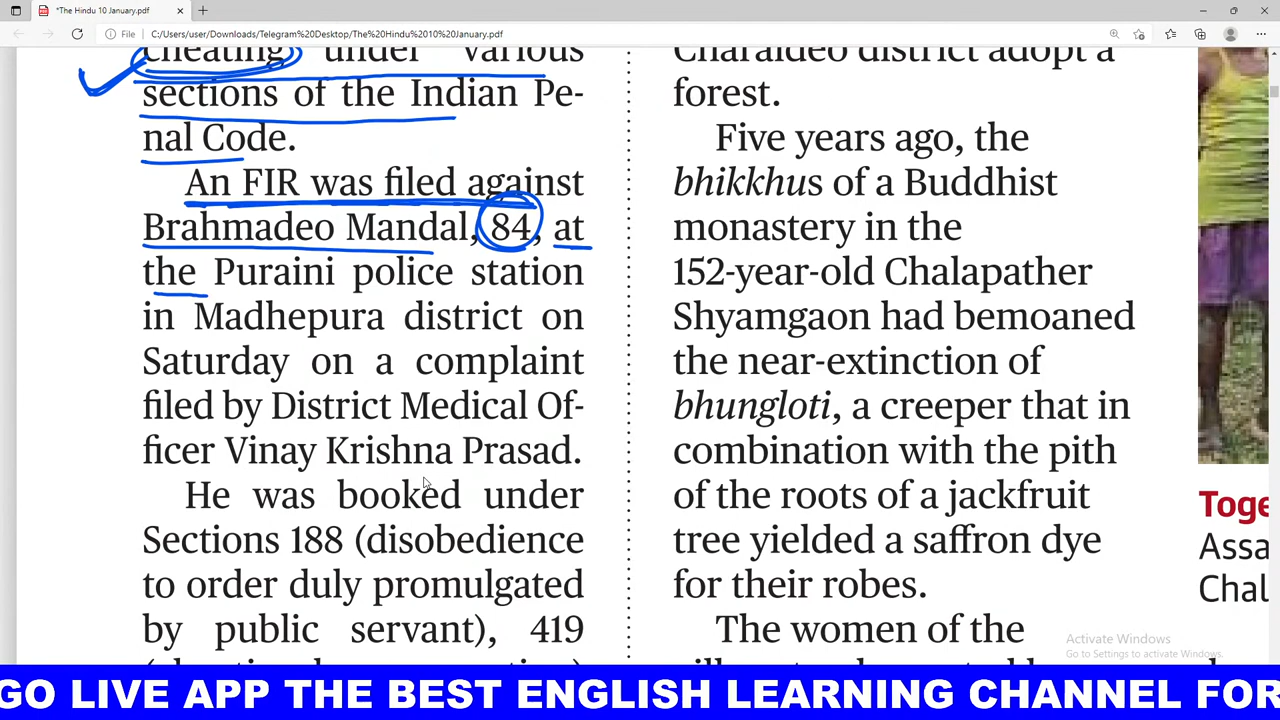 *The Hindu 10 January.pdf
File
C:/Users/user/Downloads/Telegram%20Desktop/The%20Hindu%2010%20January.pdf
cheating under various
sections of the Indian Pe-
nal Code.
An FIR was filed against
Brahmadeo Mandal, 84, at
the Puraini police station
in Madhepura district on
Saturday on a complaint
filed by District Medical Of-
ficer Vinay Krishna Prasad.
He was booked under
Sections 188 (disobedience
to order duly promulgated
by public servant), 419
Charaideo district adopt a
forest.
Five years ago, the
bhikkhus of a Buddhist
monastery in the
152-year-old Chalapather
Shyamgaon had bemoaned
the near-extinction of
bhungloti, a creeper that in
combination with the pith
of the roots of a jackfruit
tree yielded a saffron dye
for their robes.
The women of the
Toge
Assa
Chal
Activate Windows
Go to Settings to activate Windows.
GO LIVE APP THE BEST ENGLISH LEARNING CHANNEL FOR